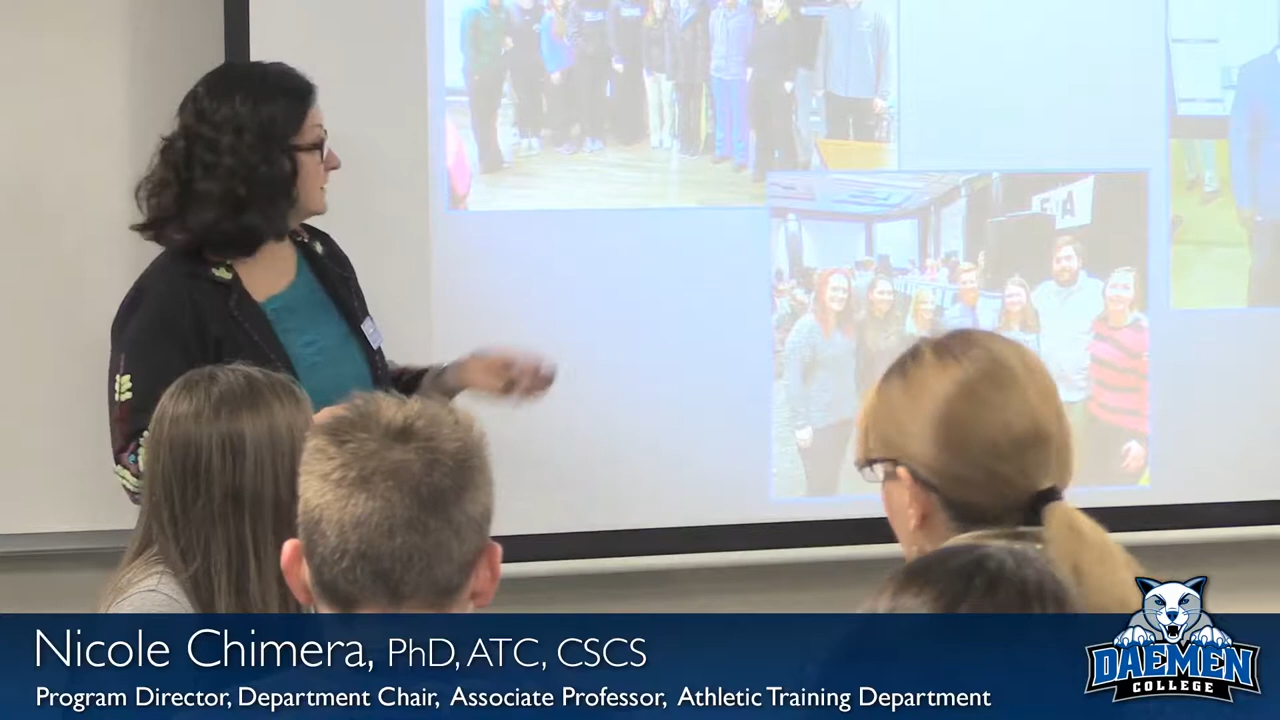 Nicole Chimera, PhD, ATC, CSCS
Program Director, Department Chair, Associate Professor, Athletic Training Department
DAEMEN
COLLEGE